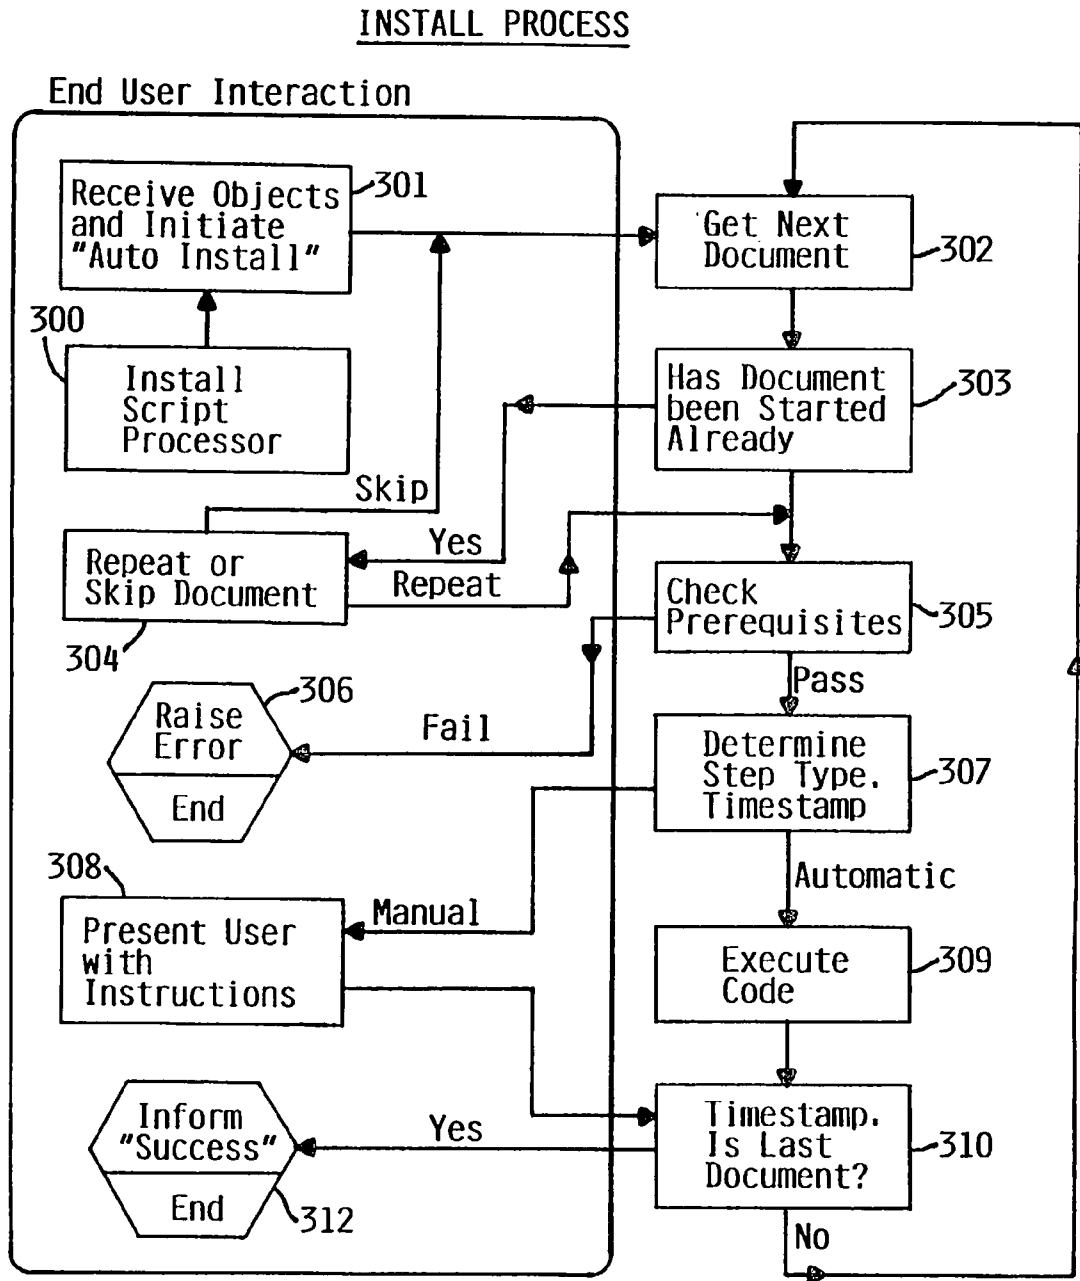 INSTALL PROCESS
End User Interaction
Receive Objects
and Initiate
"Auto Install"
301
Get Next
Document
302
300
Install
Script
Processor
Has Document
been Started
Already
303
Skip
Yes
Repeat or
Skip Document
Repeat
304
Check
Prerequisites
305
Pass
306
Raise
Error
End
Fail
Determine
Step Type.
Timestamp
307
308
Manual
Automatic
Present User
with
Instructions
Execute
Code
309
Inform
"Success"
End
312
Yes
Timestamp.
Is Last
Document?
310
No